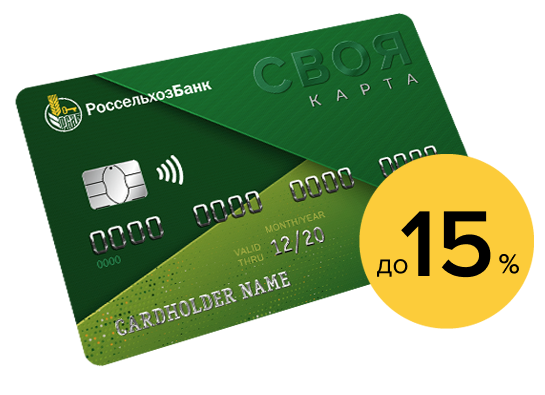 РоссельхозБанк
СВОЯ
КАРТА
0000 0000 0000 0000
0000
MONTH/YEAR
VALID
THRU
12/20
CARDHOLDER NAME
до 15 %